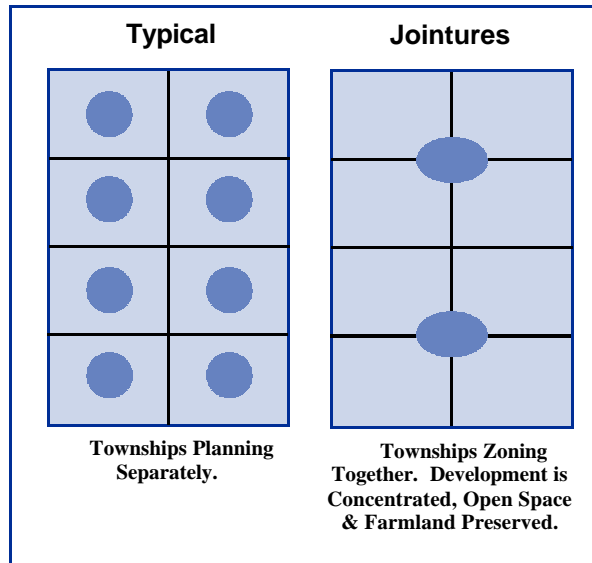 Typical
Jointures
Townships Planning
Separately.
Townships Zoning
Together. Development is
Concentrated, Open Space
& Farmland Preserved.